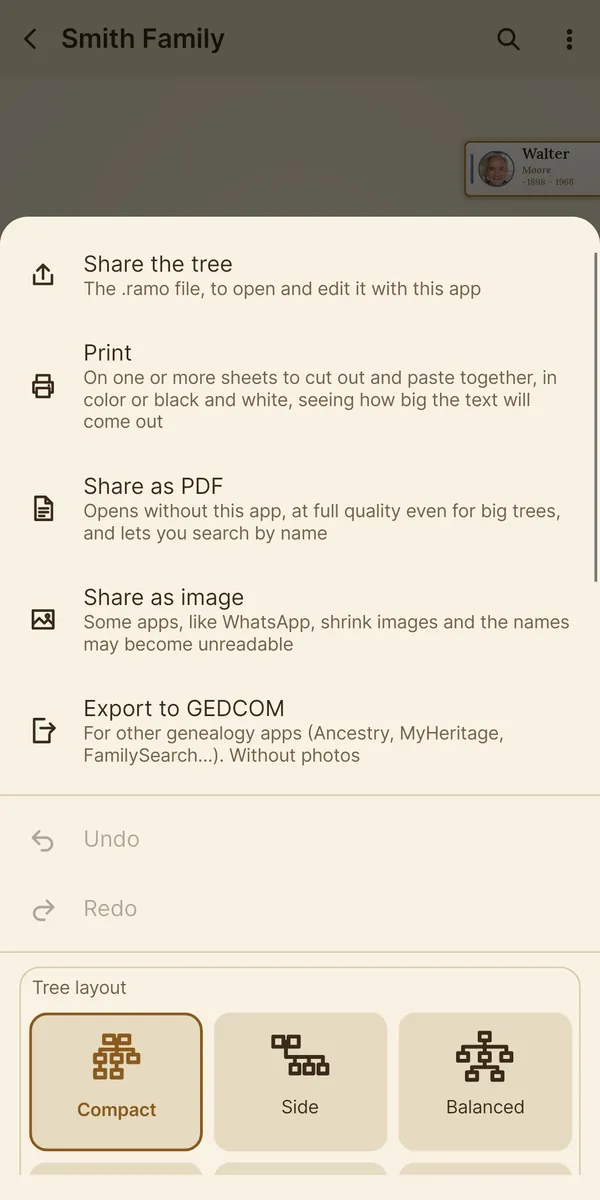 Smith Family
Walter
Moore
~1898 - 1968
Share the tree
The .ramo file, to open and edit it with this app
Print
On one or more sheets to cut out and paste together, in
color or black and white, seeing how big the text will
come out
Share as PDF
Opens without this app, at full quality even for big trees,
and lets you search by name
Share as image
Some apps, like WhatsApp, shrink images and the names
may become unreadable
Export to GEDCOM
For other genealogy apps (Ancestry, MyHeritage,
FamilySearch...). Without photos
Undo
Redo
Tree layout
Compact
Side
Balanced